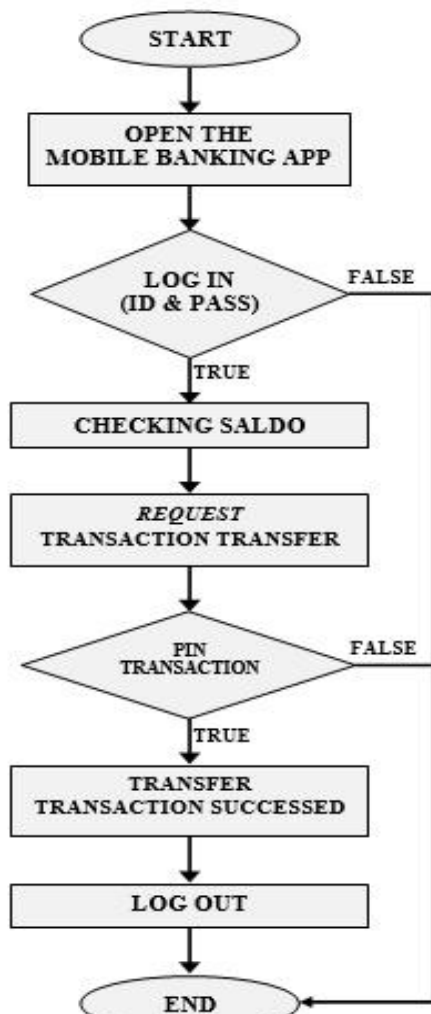 START
OPEN THE
MOBILE BANKING APP
LOG IN
(ID & PASS)
FALSE
TRUE
CHECKING SALDO
REQUEST
TRANSACTION TRANSFER
PIN
TRANSACTION
FALSE
TRUE
TRANSFER
TRANSACTION SUCCESSED
LOG OUT
END